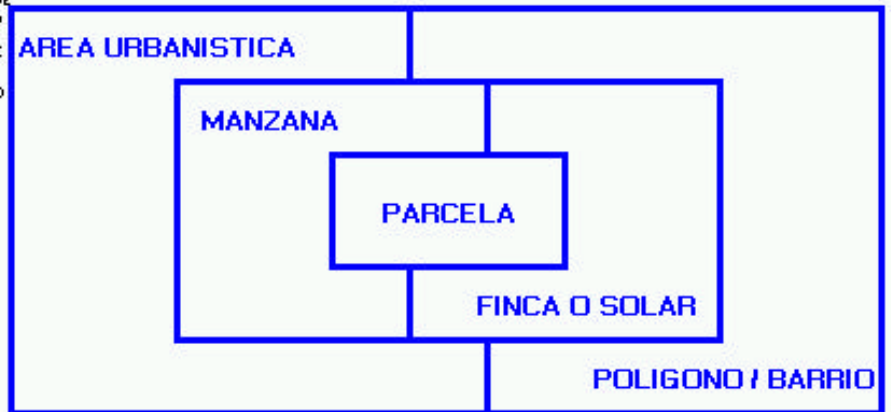 AREA URBANISTICA
MANZANA
PARCELA
FINCA O SOLAR
POLIGONO / BARRIO